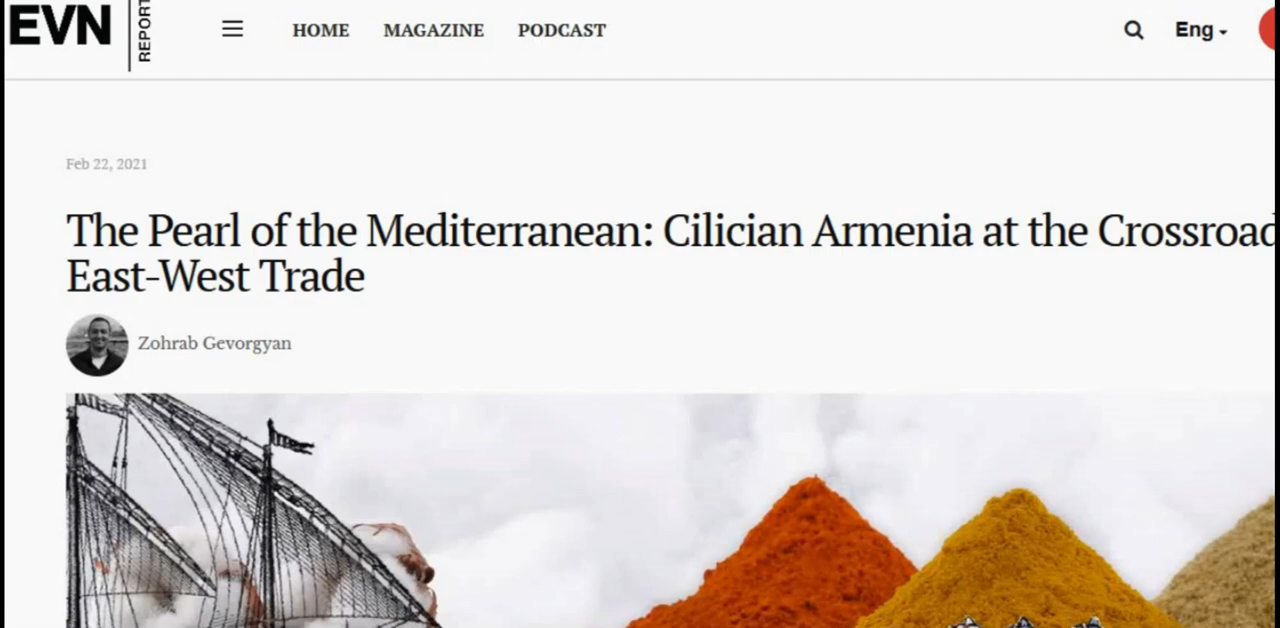 EVN
REPORT
HOME MAGAZINE PODCAST
Eng
Feb 22, 2021
The Pearl of the Mediterranean: Cilician Armenia at the Crossroad
East-West Trade
Zohrab Gevorgyan